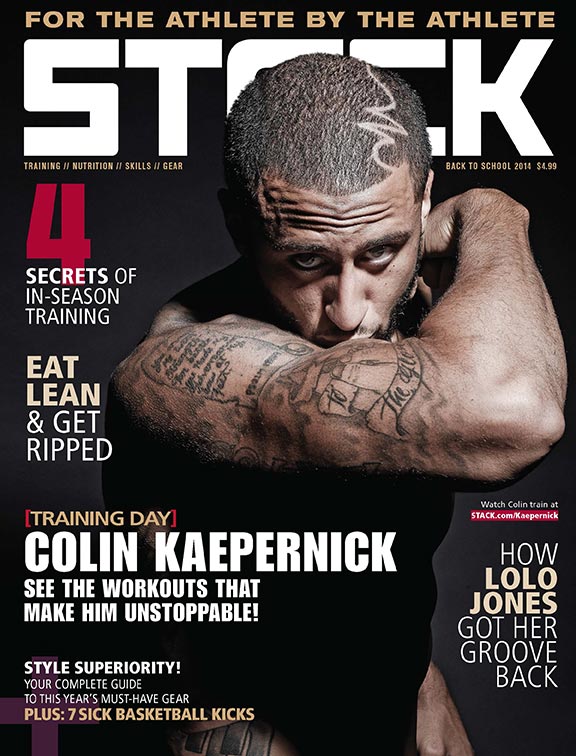 FOR THE ATHLETE BY THE ATHLETE
STACK
TRAINING // NUTRITION // SKILLS // GEAR
BACK TO SCHOOL 2014 $4.99
4
SECRETS OF
IN-SEASON
TRAINING
EAT
LEAN
& GET
RIPPED
The
to
Watch Colin train at
STACK.com/Kaepernick
[TRAINING DAY]
COLIN KAEPERNICK
SEE THE WORKOUTS THAT
MAKE HIM UNSTOPPABLE!
HOW
LOLO
JONES
GOT HER
GROOVE
BACK
STYLE SUPERIORITY!
YOUR COMPLETE GUIDE
TO THIS YEAR'S MUST-HAVE GEAR
PLUS: 7 SICK BASKETBALL KICKS